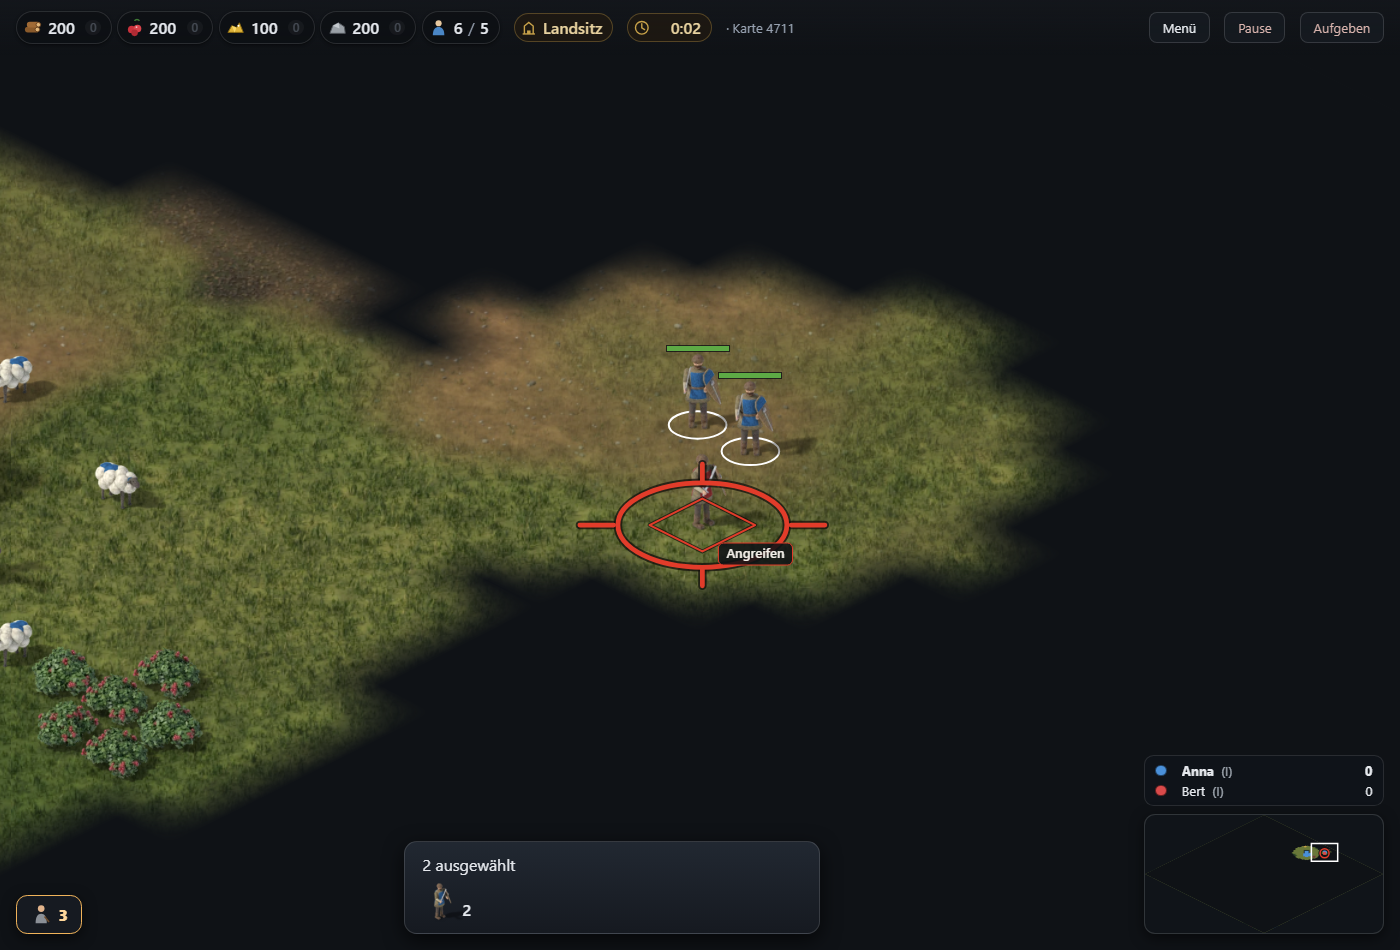 200 0 200 0 100 0 200 0 6 / 5 Landsitz 0:02 · Karte 4711 Menü Pause Aufgeben
Angreifen
Anna (I) 0
Bert (I) 0
2 ausgewählt
2
3